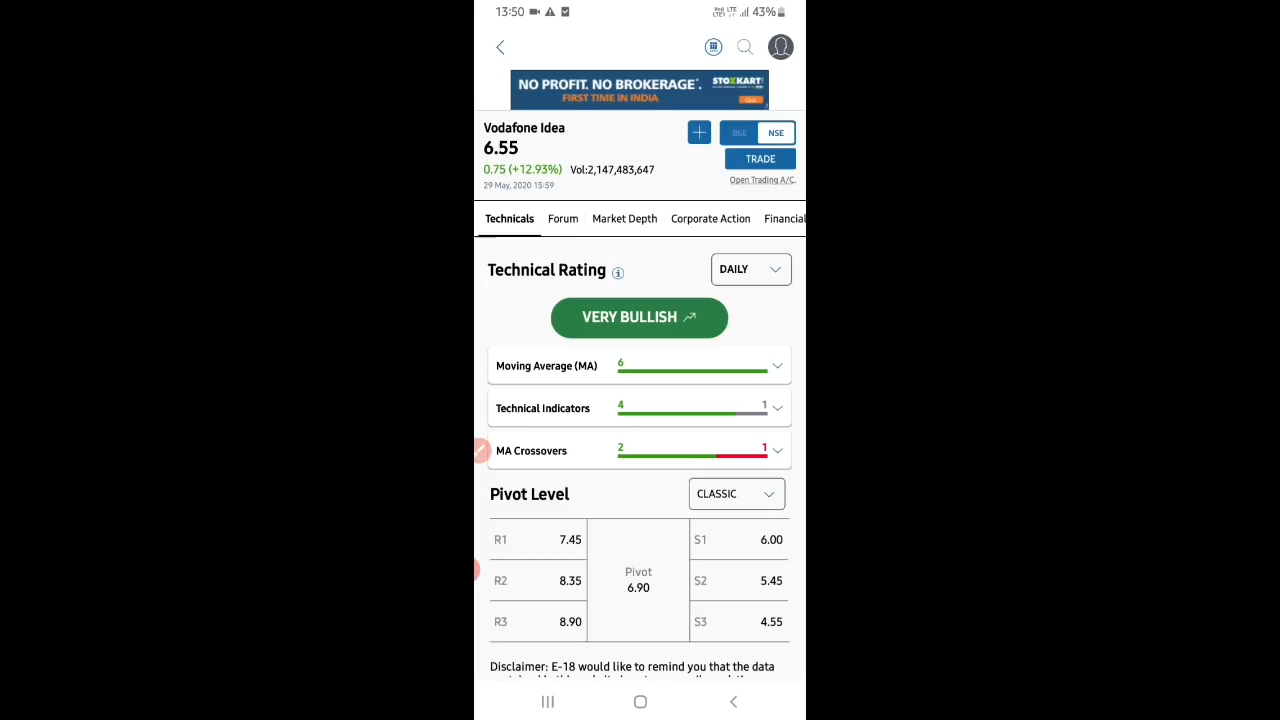 13:50 43%
NO PROFIT. NO BROKERAGE*. STOXKART
FIRST TIME IN INDIA
Vodafone Idea
6.55
0.75 (+12.93%) Vol:2,147,483,647
29 May, 2020 15:59
BSE NSE
TRADE
Open Trading A/C.
Technicals Forum Market Depth Corporate Action Financial
Technical Rating DAILY
VERY BULLISH
Moving Average (MA) 6
Technical Indicators 4 1
MA Crossovers 2 1
Pivot Level CLASSIC
R1 7.45 S1 6.00
Pivot
R2 8.35 6.90 S2 5.45
R3 8.90 S3 4.55
Disclaimer: E-18 would like to remind you that the data